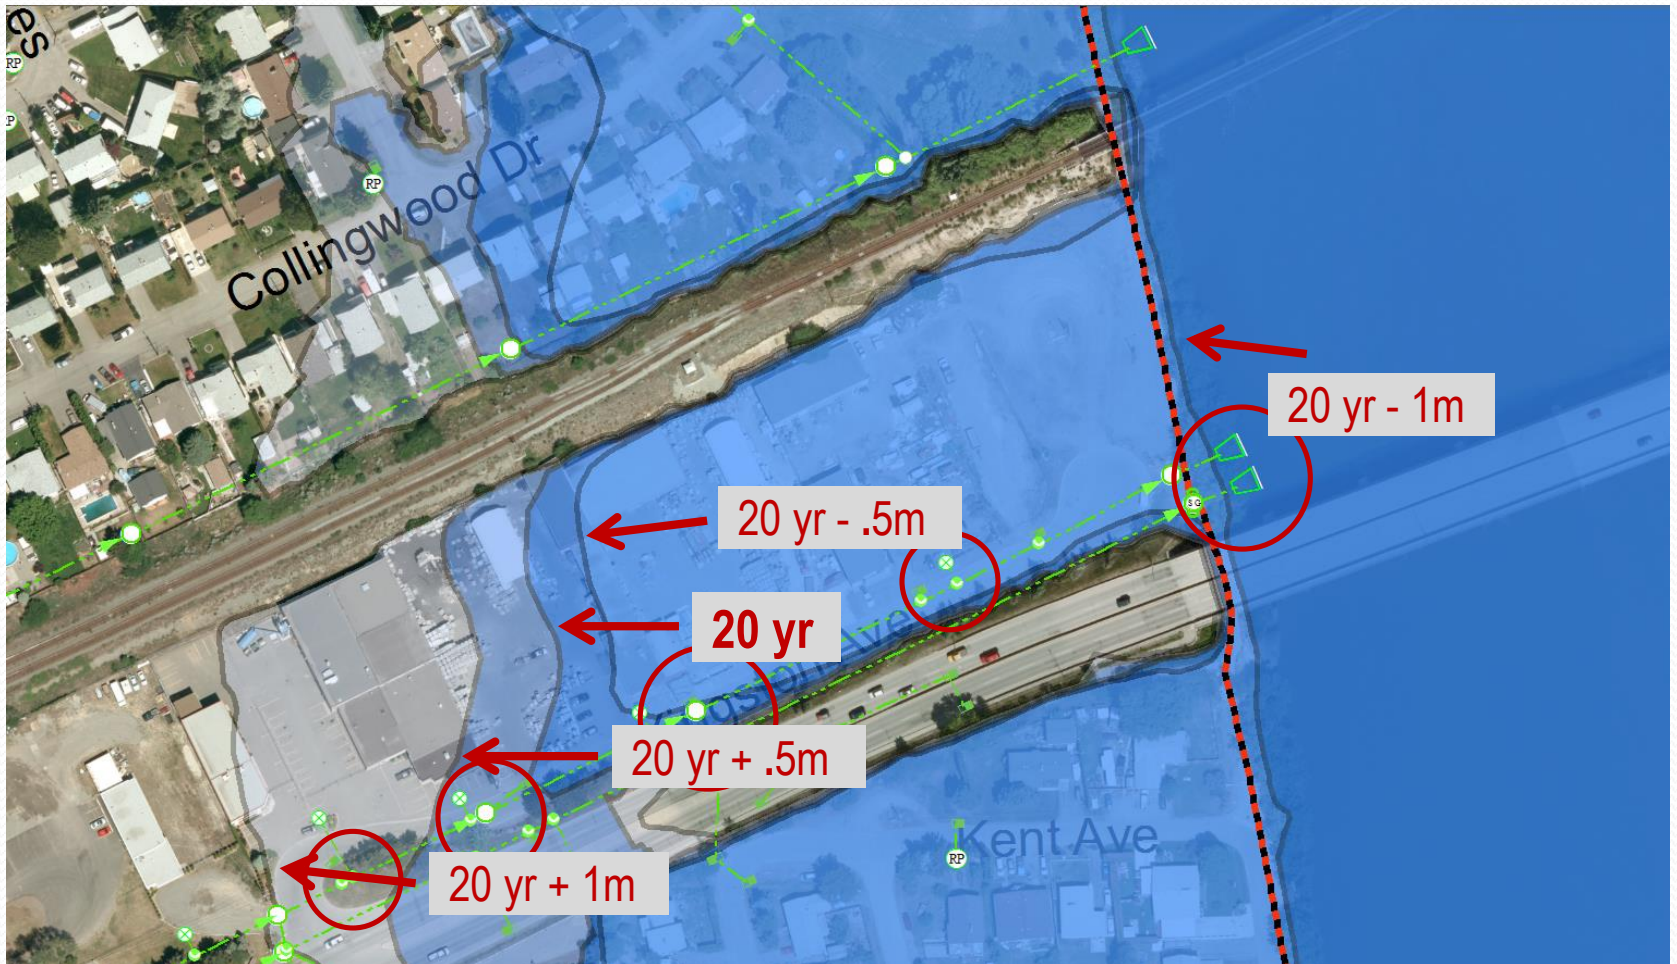 es
RP
P
RP
Collingwood Dr
20 yr - 1m
20 yr - .5m
SG
20 yr
20 yr + .5m
Kent Ave
RP
20 yr + 1m